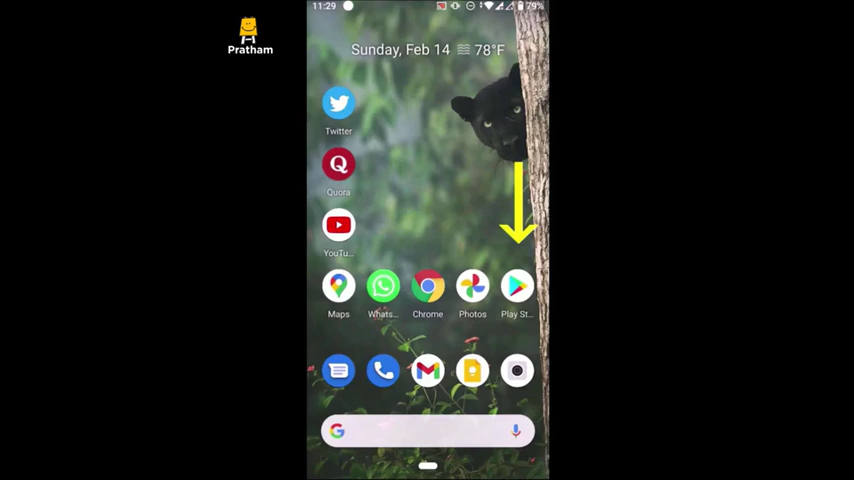 11:29
79%
Pratham
Sunday, Feb 14 78°F
Twitter
Q
Quora
YouTu...
Maps Whats... Chrome Photos Play St...
G